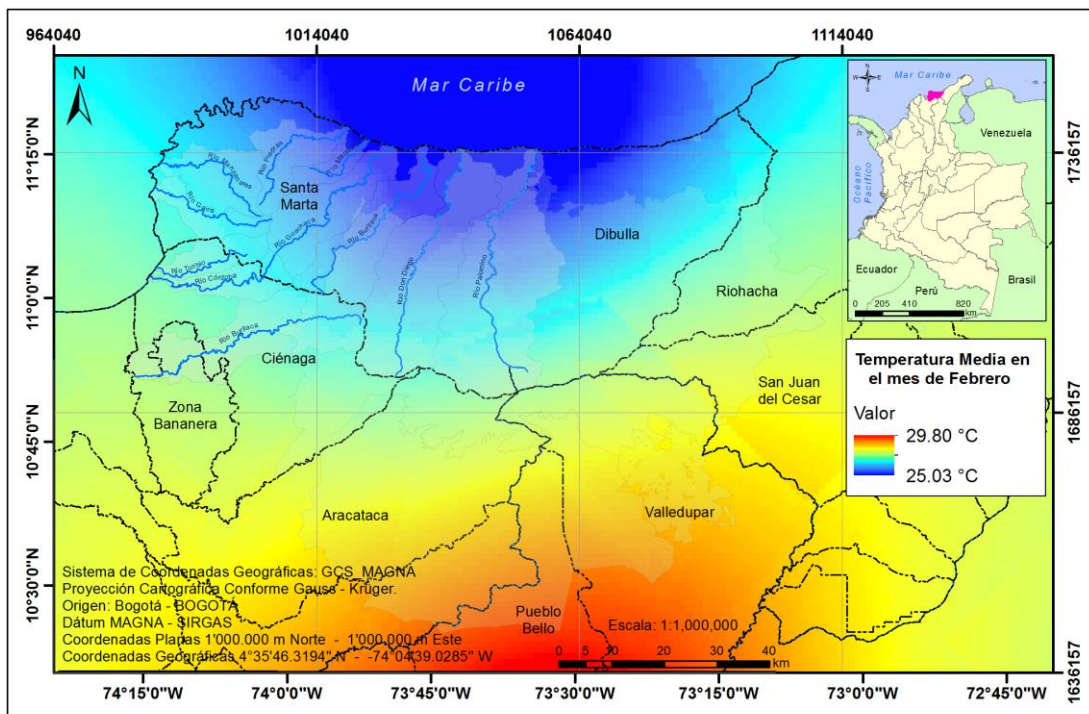 964040
1014040
1064040
1114040
N
Mar Caribe
N
W
E
S
Mar Caribe
Venezuela
Océano
Pacífico
Ecuador
Perú
Brasil
0 205 410 820
km
11°15'0"N
11°0'0"N
10°45'0"N
10°30'0"N
1736157
1686157
1636157
Río Manzanares
Río Piedras
Río Gaira
Santa
Marta
Río Guachaca
Río Buritaca
Río Don Diego
Río Palomino
Dibulla
Riohacha
Río Toribio
Río Córdoba
Ciénaga
Zona
Bananera
San Juan
del Cesar
Temperatura Media en
el mes de Febrero
Valor
29.80 °C
25.03 °C
Aracataca
Valledupar
Pueblo
Bello
Sistema de Coordenadas Geográficas: GCS_MAGNA
Proyección Cartográfica Conforme Gauss - Krüger.
Origen: Bogotá - BOGOTÁ
Dátum MAGNA - SIRGAS
Coordenadas Planas 1'000.000 m Norte - 1'000.000 m Este
Coordenadas Geográficas 4°35'46.3194" N - -74°04'39.0285" W
Escala: 1:1,000,000
0 5 10 20 30 40
km
74°15'0"W
74°0'0"W
73°45'0"W
73°30'0"W
73°15'0"W
73°0'0"W
72°45'0"W